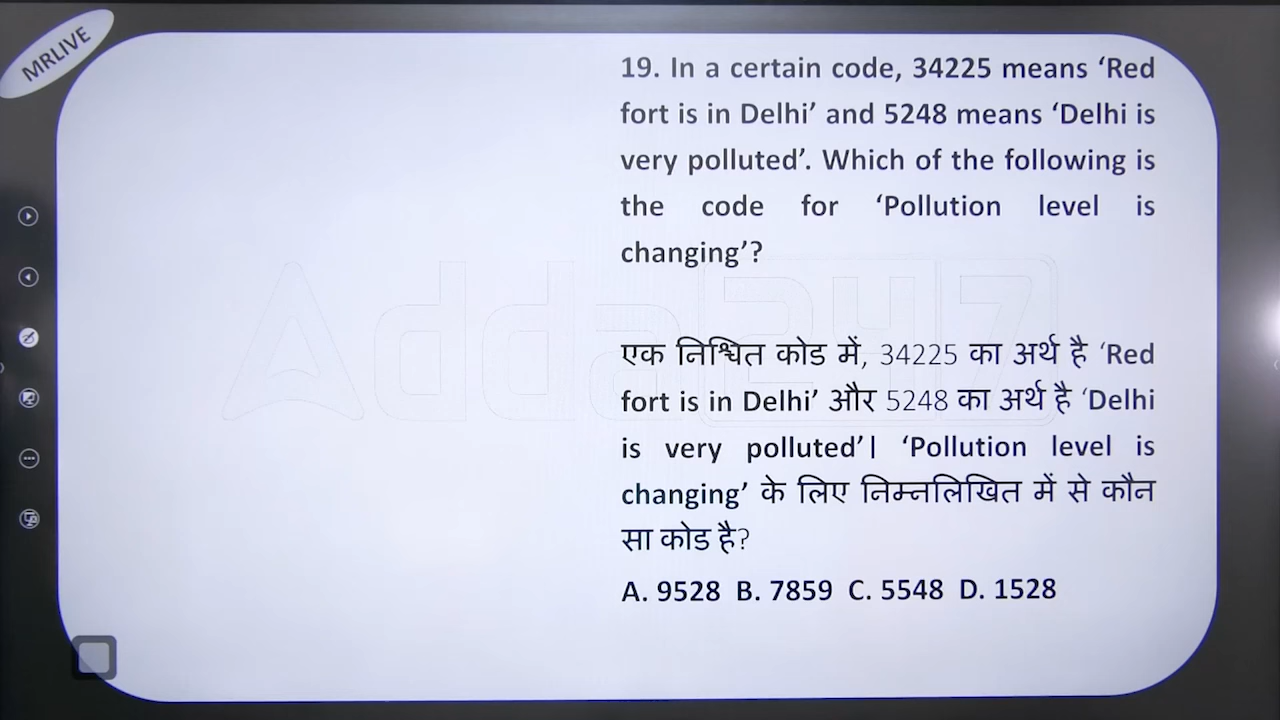 MRLIVE
19. In a certain code, 34225 means ‘Red
fort is in Delhi’ and 5248 means ‘Delhi is
very polluted’. Which of the following is
the code for ‘Pollution level is
changing’?
Adda247
एक निश्चित कोड में, 34225 का अर्थ है ‘Red
fort is in Delhi’ और 5248 का अर्थ है ‘Delhi
is very polluted’| ‘Pollution level is
changing’ के लिए निम्नलिखित में से कौन
सा कोड है?
A. 9528 B. 7859 C. 5548 D. 1528